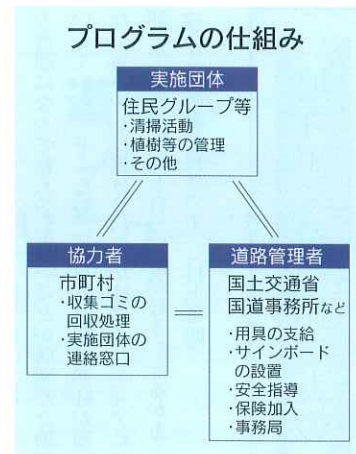 プログラムの仕組み
実施団体
住民グループ等
・清掃活動
・植樹等の管理
・その他
協力者
市町村
・収集ゴミの
回収処理
・実施団体の
連絡窓口
道路管理者
国土交通省
国道事務所など
・用具の支給
・サインボード
の設置
・安全指導
・保険加入
・事務局